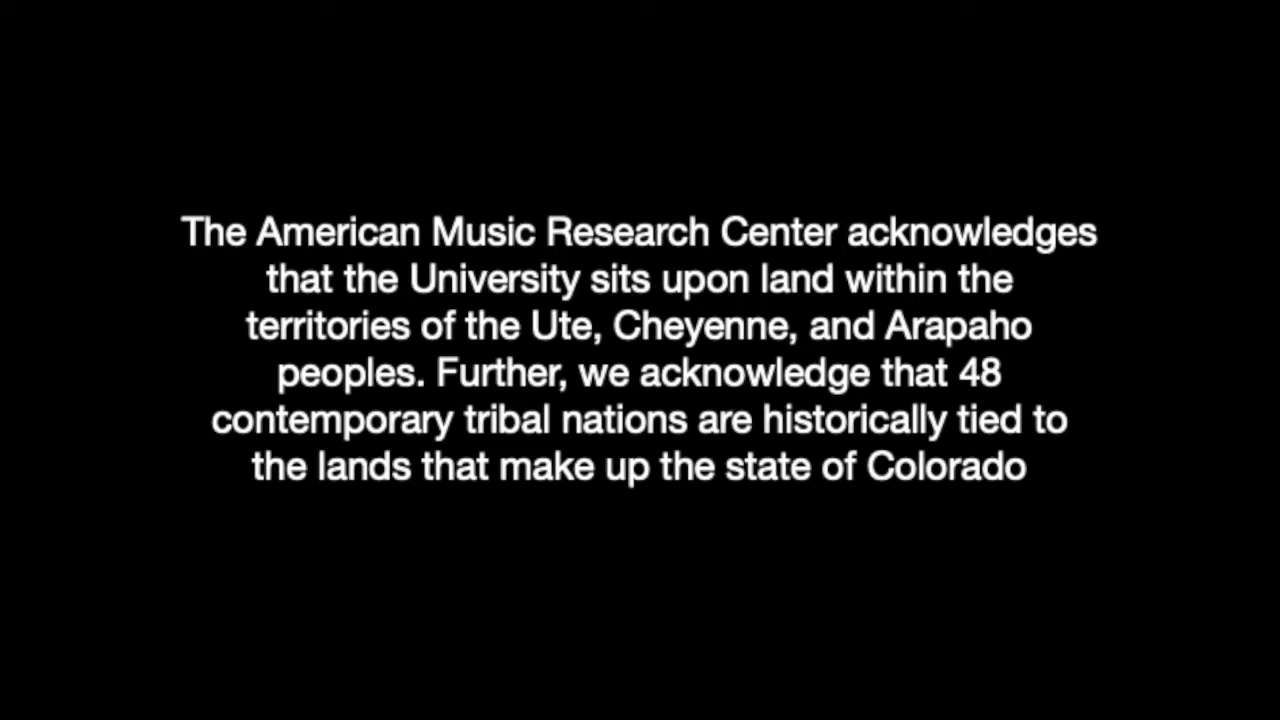 The American Music Research Center acknowledges
that the University sits upon land within the
territories of the Ute, Cheyenne, and Arapaho
peoples. Further, we acknowledge that 48
contemporary tribal nations are historically tied to
the lands that make up the state of Colorado